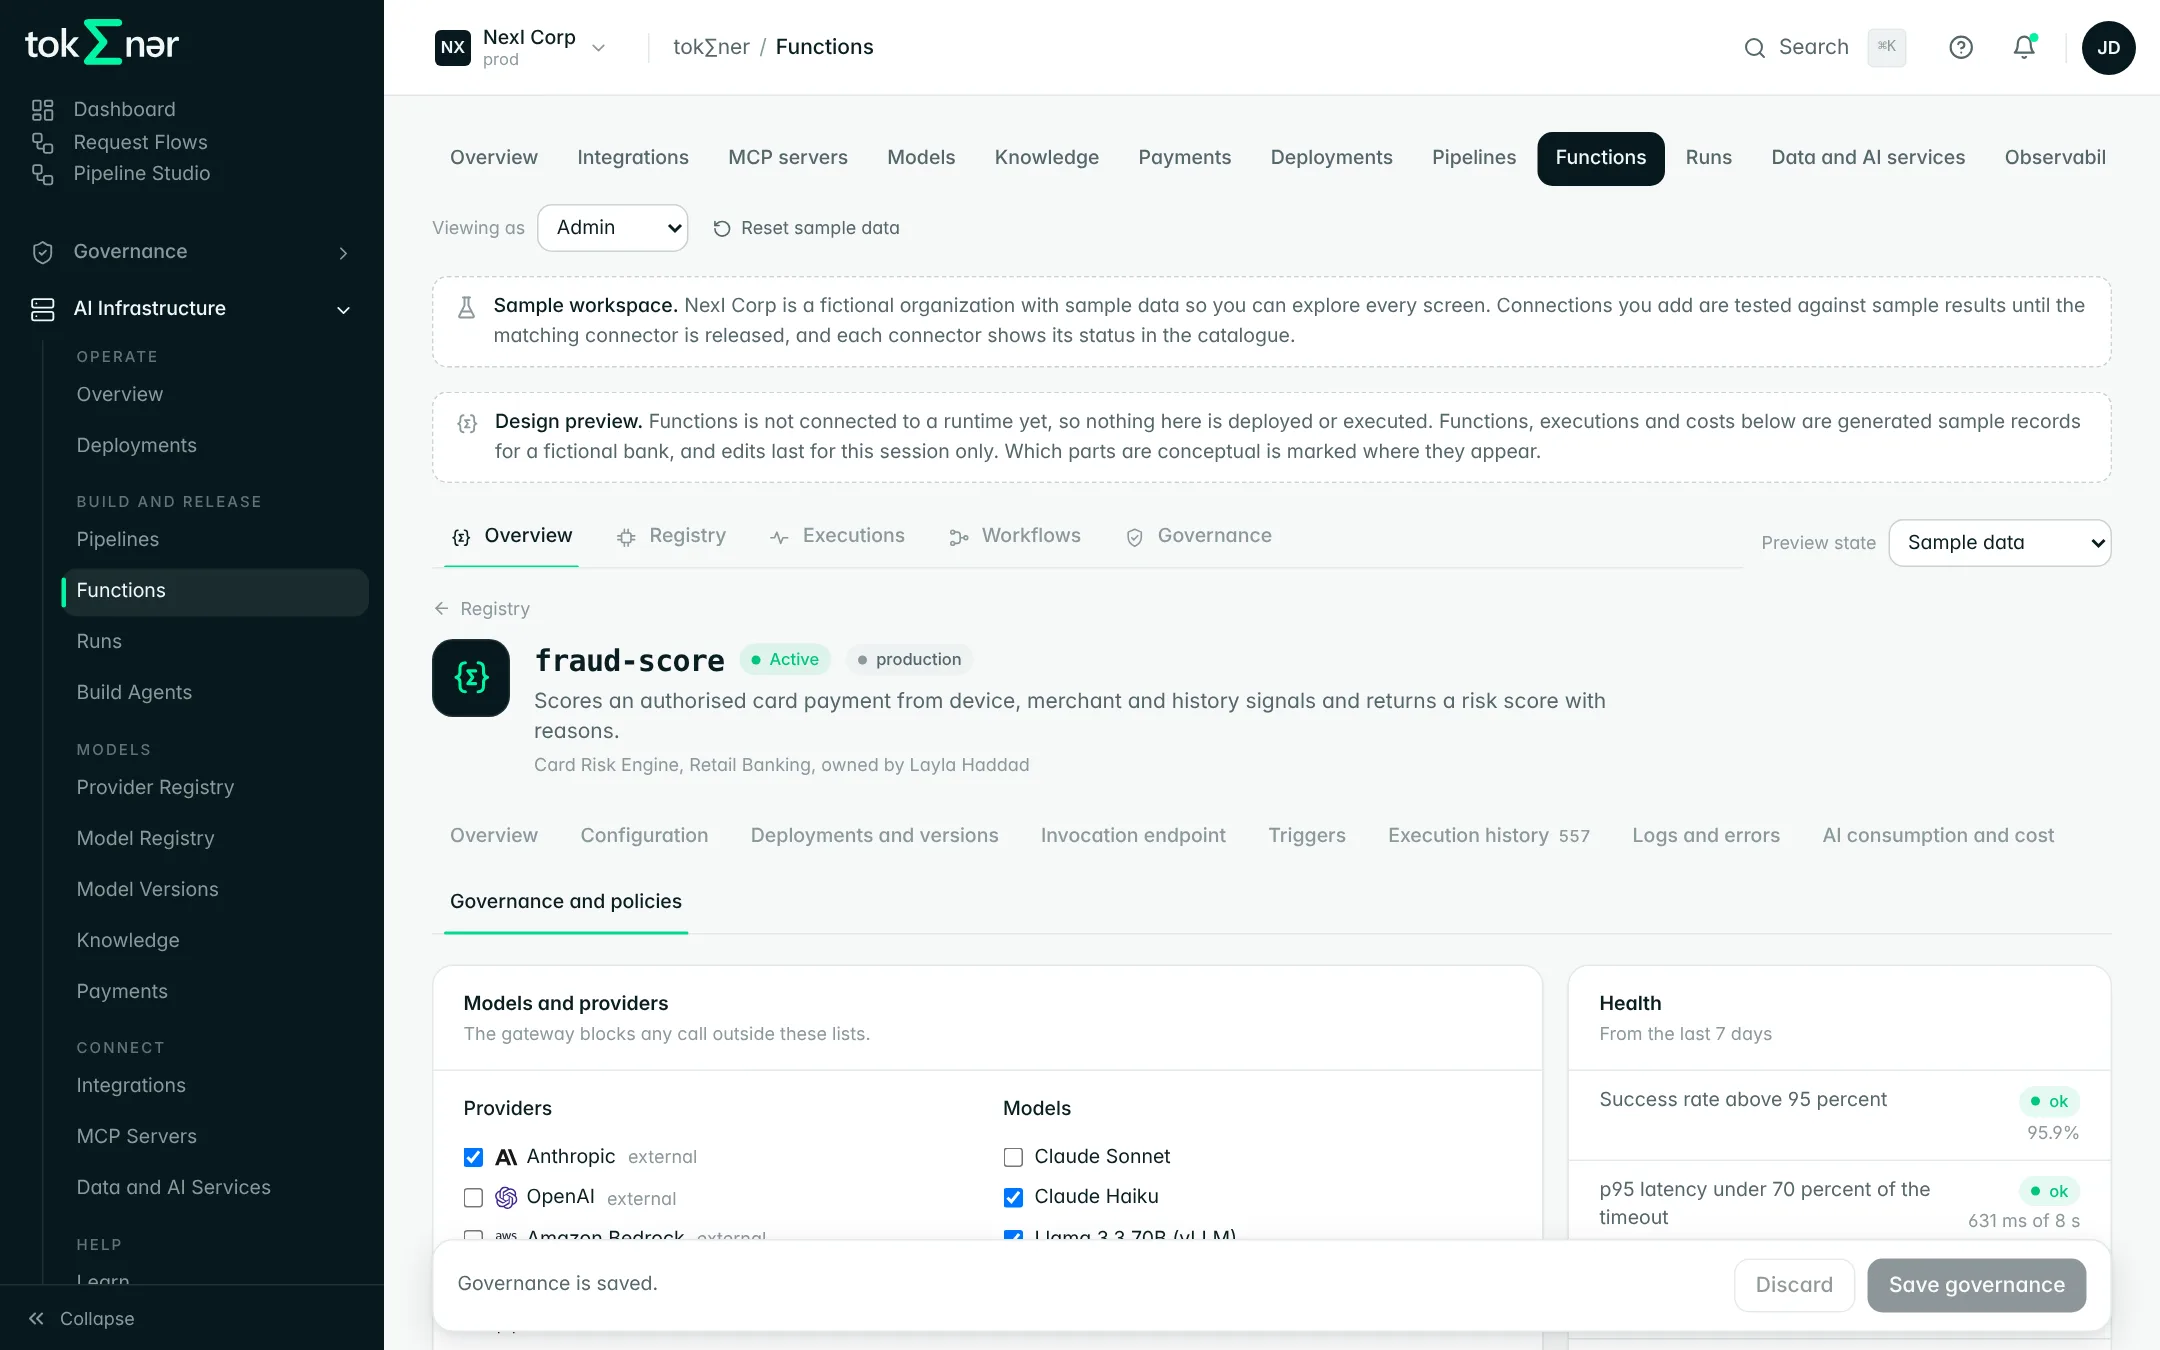 tokΣnər
Dashboard
Request Flows
Pipeline Studio
Governance
AI Infrastructure
OPERATE
Overview
Deployments
BUILD AND RELEASE
Pipelines
Functions
Runs
Build Agents
MODELS
Provider Registry
Model Registry
Model Versions
Knowledge
Payments
CONNECT
Integrations
MCP Servers
Data and AI Services
HELP
Learn
Collapse
NX
Nexl Corp
prod
tok∑ner / Functions
Search ⌘K
JD
Overview Integrations MCP servers Models Knowledge Payments Deployments Pipelines Functions Runs Data and AI services Observabil
Viewing as Admin Reset sample data
Sample workspace. Nexl Corp is a fictional organization with sample data so you can explore every screen. Connections you add are tested against sample results until the
matching connector is released, and each connector shows its status in the catalogue.
Design preview. Functions is not connected to a runtime yet, so nothing here is deployed or executed. Functions, executions and costs below are generated sample records
for a fictional bank, and edits last for this session only. Which parts are conceptual is marked where they appear.
Overview Registry Executions Workflows Governance
Preview state Sample data
Registry
fraud-score Active production
Scores an authorised card payment from device, merchant and history signals and returns a risk score with
reasons.
Card Risk Engine, Retail Banking, owned by Layla Haddad
Overview Configuration Deployments and versions Invocation endpoint Triggers Execution history 557 Logs and errors AI consumption and cost
Governance and policies
Models and providers
The gateway blocks any call outside these lists.
Providers
Anthropic external
OpenAI external
aws Amazon Bedrock external
Models
Claude Sonnet
Claude Haiku
Llama 3.3 70B (vLLM)
Health
From the last 7 days
Success rate above 95 percent
ok
95.9%
p95 latency under 70 percent of the
timeout
ok
631 ms of 8 s
Governance is saved.
Discard
Save governance